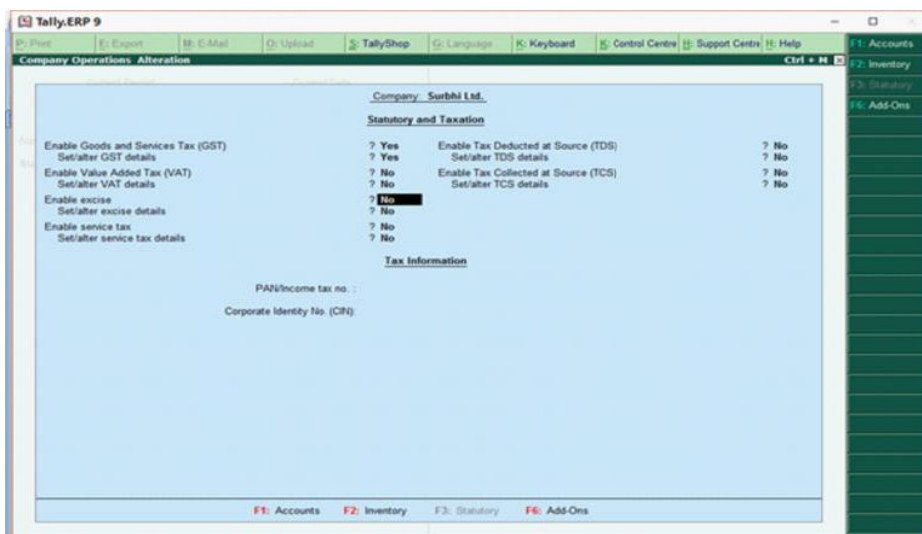 Tally.ERP 9
P: Print E: Export M: E-Mail O: Upload S: TallyShop G: Language K: Keyboard K: Control Centre H: Support Centre H: Help
F1: Accounts
Company Operations Alteration Ctrl + M
F2: Inventory
F3: Statutory
F6: Add-Ons
Company: Surbhi Ltd.
Statutory and Taxation
Enable Goods and Services Tax (GST) ? Yes Enable Tax Deducted at Source (TDS) ? No
Set/alter GST details ? Yes Set/alter TDS details ? No
Enable Value Added Tax (VAT) ? No Enable Tax Collected at Source (TCS) ? No
Set/alter VAT details ? No Set/alter TCS details ? No
Enable excise ? No
Set/alter excise details ? No
Enable service tax ? No
Set/alter service tax details ? No
Tax Information
PAN/Income tax no. :
Corporate Identity No. (CIN):
F1: Accounts F2: Inventory F3: Statutory F6: Add-Ons